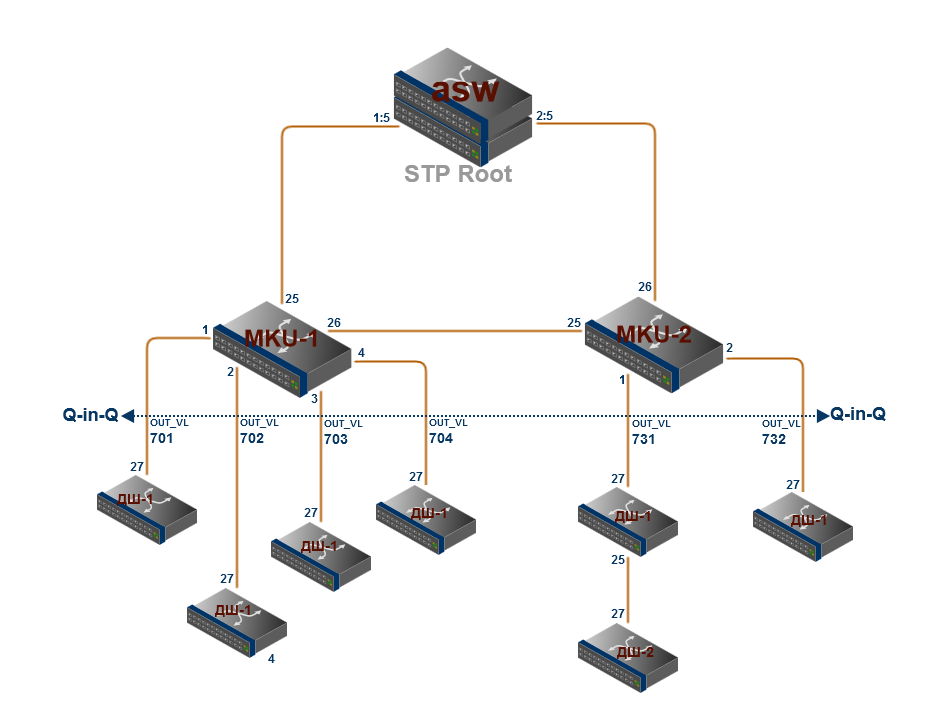 asw
1:5
2:5
STP Root
25
26
MKU-1
26
25
MKU-2
1
2
4
3
1
2
Q-in-Q
Q-in-Q
OUT_VL
701
OUT_VL
702
OUT_VL
703
OUT_VL
704
OUT_VL
731
OUT_VL
732
27
ДШ-1
27
ДШ-1
4
27
ДШ-1
27
ДШ-1
27
ДШ-1
25
27
ДШ-2
27
ДШ-1